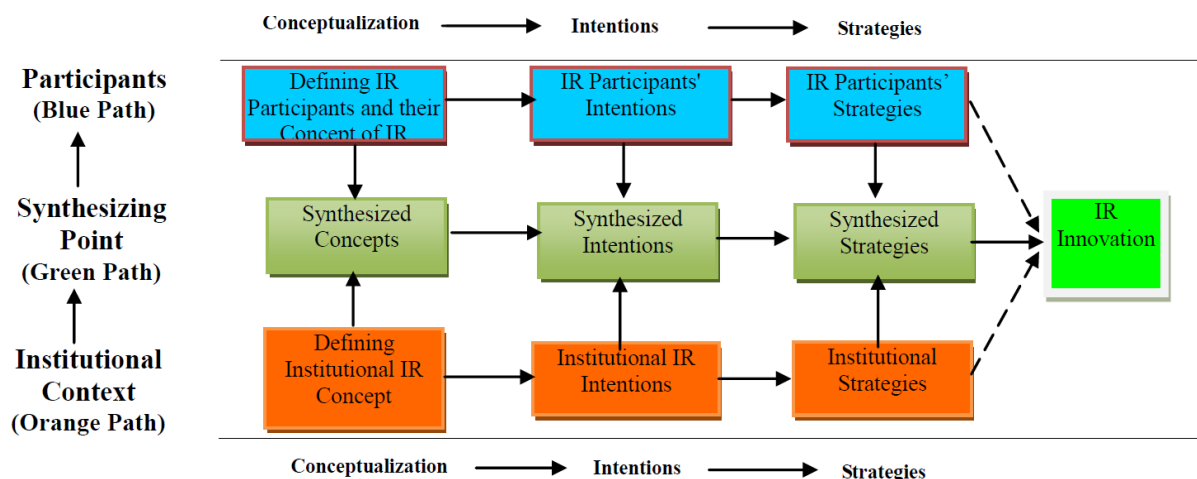 Conceptualization Intentions Strategies
Participants
(Blue Path)
Defining IR
Participants and their
Concept of IR
IR Participants'
Intentions
IR Participants’
Strategies
Synthesizing
Point
(Green Path)
Synthesized
Concepts
Synthesized
Intentions
Synthesized
Strategies
IR
Innovation
Institutional
Context
(Orange Path)
Defining
Institutional IR
Concept
Institutional IR
Intentions
Institutional
Strategies
Conceptualization Intentions Strategies